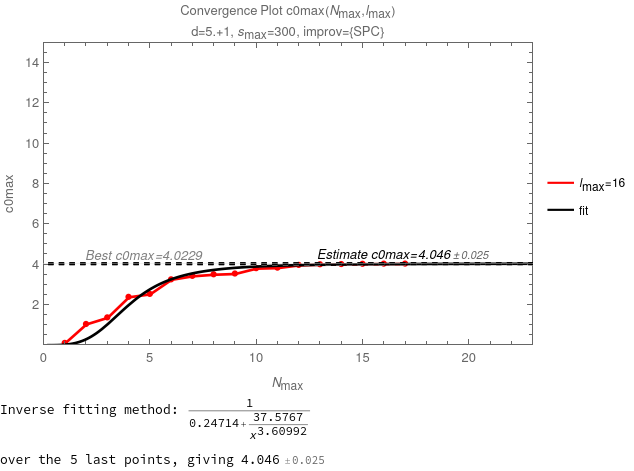 Convergence Plot c0max(Nmax,lmax)
d=5.+1, smax=300, improv={SPC}
c0max
14
12
10
8
6
4
2
Best c0max=4.0229
Estimate c0max=4.046 ±0.025
0
5
10
15
20
Nmax
lmax=16
fit
Inverse fitting method:
1
0.24714+
37.5767
x3.60992
over the 5 last points, giving 4.046 ±0.025